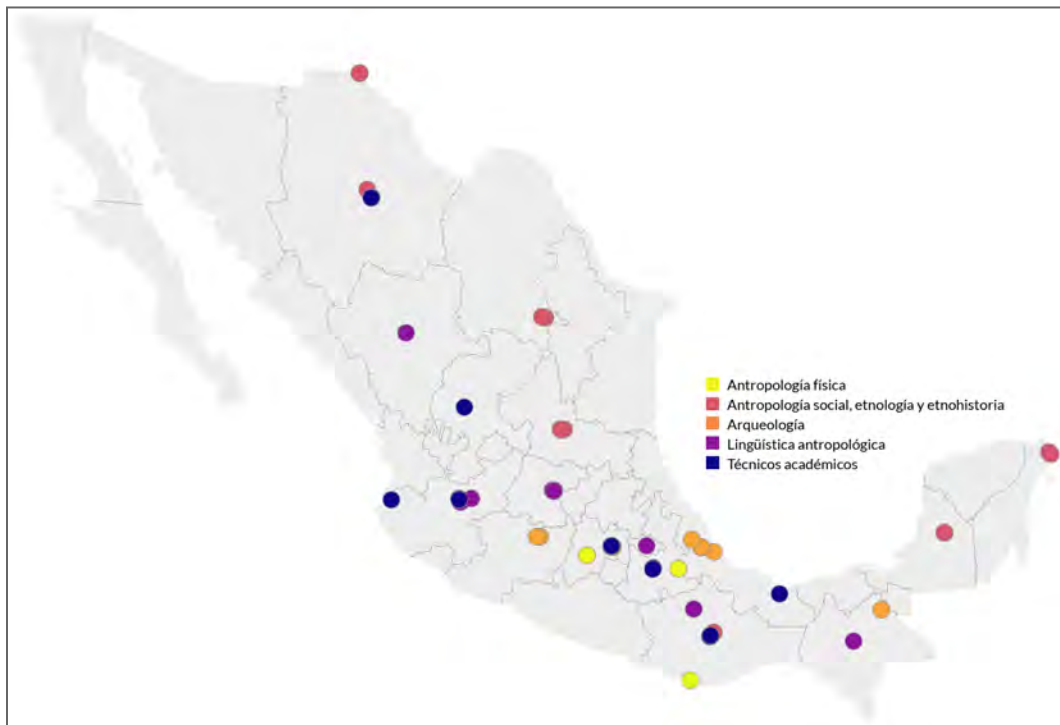 Antropología física
Antropología social, etnología y etnohistoria
Arqueología
Lingüística antropológica
Técnicos académicos